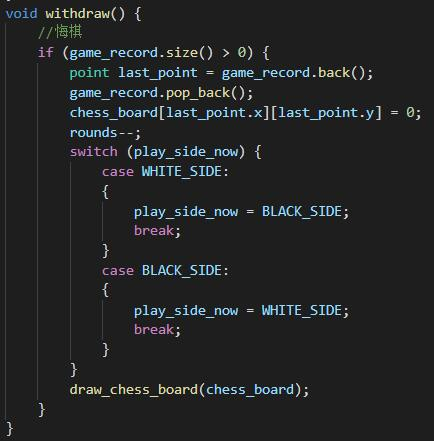 void withdraw() {
    //悔棋
    if (game_record.size() > 0) {
        point last_point = game_record.back();
        game_record.pop_back();
        chess_board[last_point.x][last_point.y] = 0;
        rounds--;
        switch (play_side_now) {
            case WHITE_SIDE:
            {
                play_side_now = BLACK_SIDE;
                break;
            }
            case BLACK_SIDE:
            {
                play_side_now = WHITE_SIDE;
                break;
            }
        }
        draw_chess_board(chess_board);
    }
}